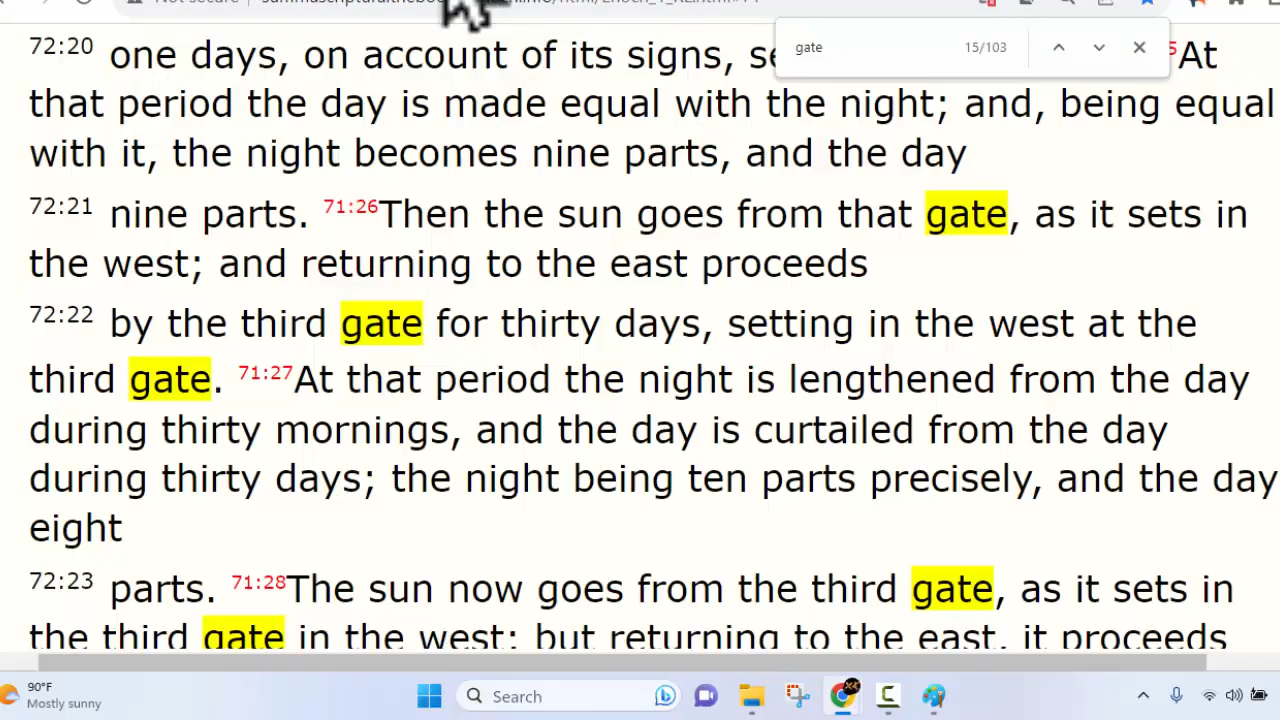 Not secure
gate 15/103
72:20 one days, on account of its signs, At
that period the day is made equal with the night; and, being equal
with it, the night becomes nine parts, and the day
72:21 nine parts. 71:26Then the sun goes from that gate, as it sets in
the west; and returning to the east proceeds
72:22 by the third gate for thirty days, setting in the west at the
third gate. 71:27At that period the night is lengthened from the day
during thirty mornings, and the day is curtailed from the day
during thirty days; the night being ten parts precisely, and the day
eight
72:23 parts. 71:28The sun now goes from the third gate, as it sets in
the third gate in the west; but returning to the east, it proceeds
90°F
Mostly sunny
Search